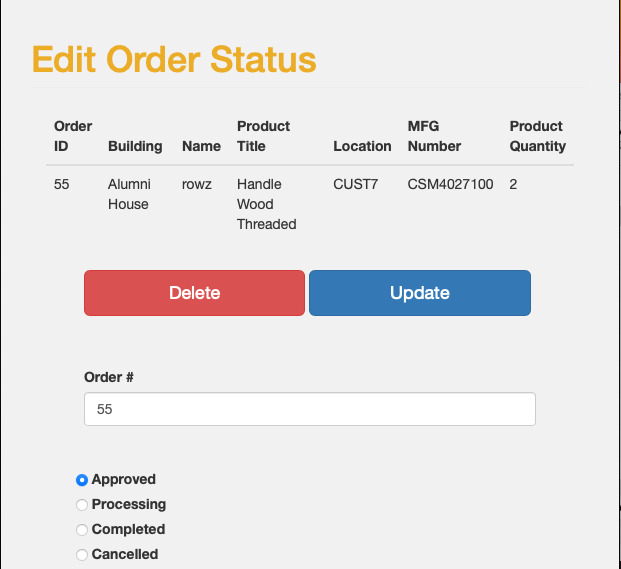 Edit Order Status
Order ID Building Name Product Title Location MFG Number Product Quantity
55 Alumni House rowz Handle Wood Threaded CUST7 CSM4027100 2
Delete Update
Order #
55
Approved
Processing
Completed
Cancelled